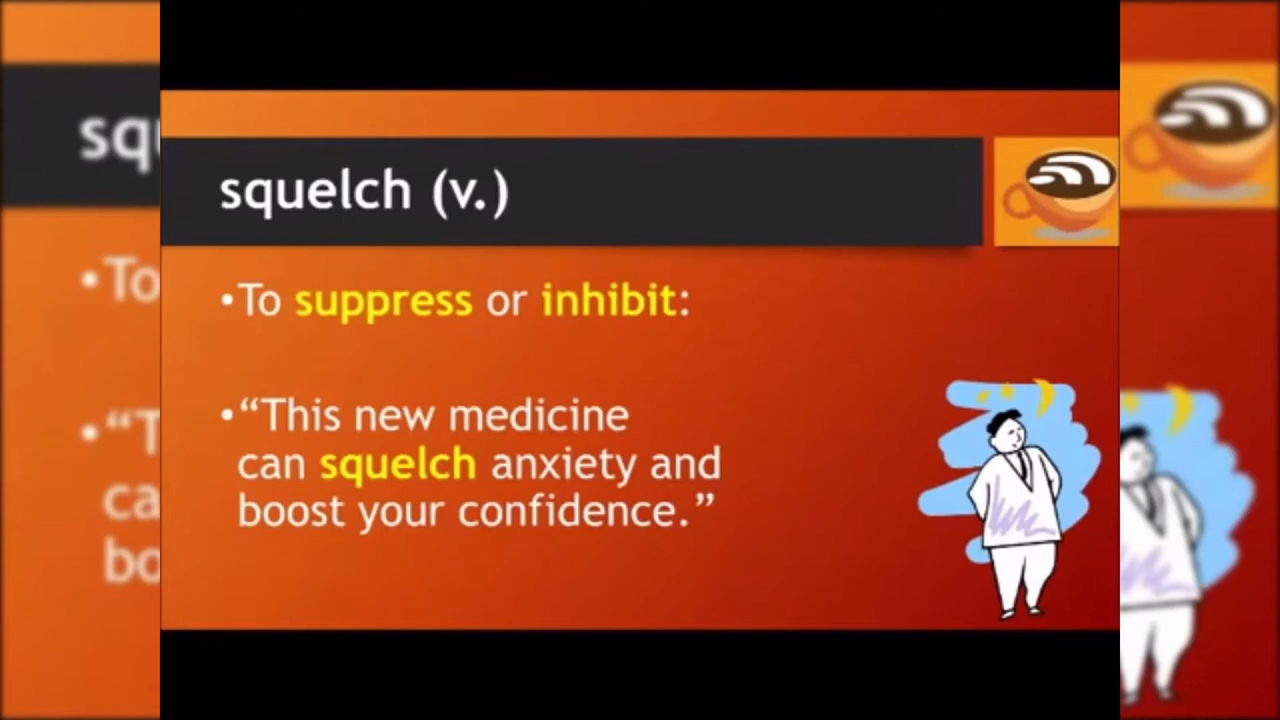 squelch (v.)
•To suppress or inhibit:
•“This new medicine
can squelch anxiety and
boost your confidence.”